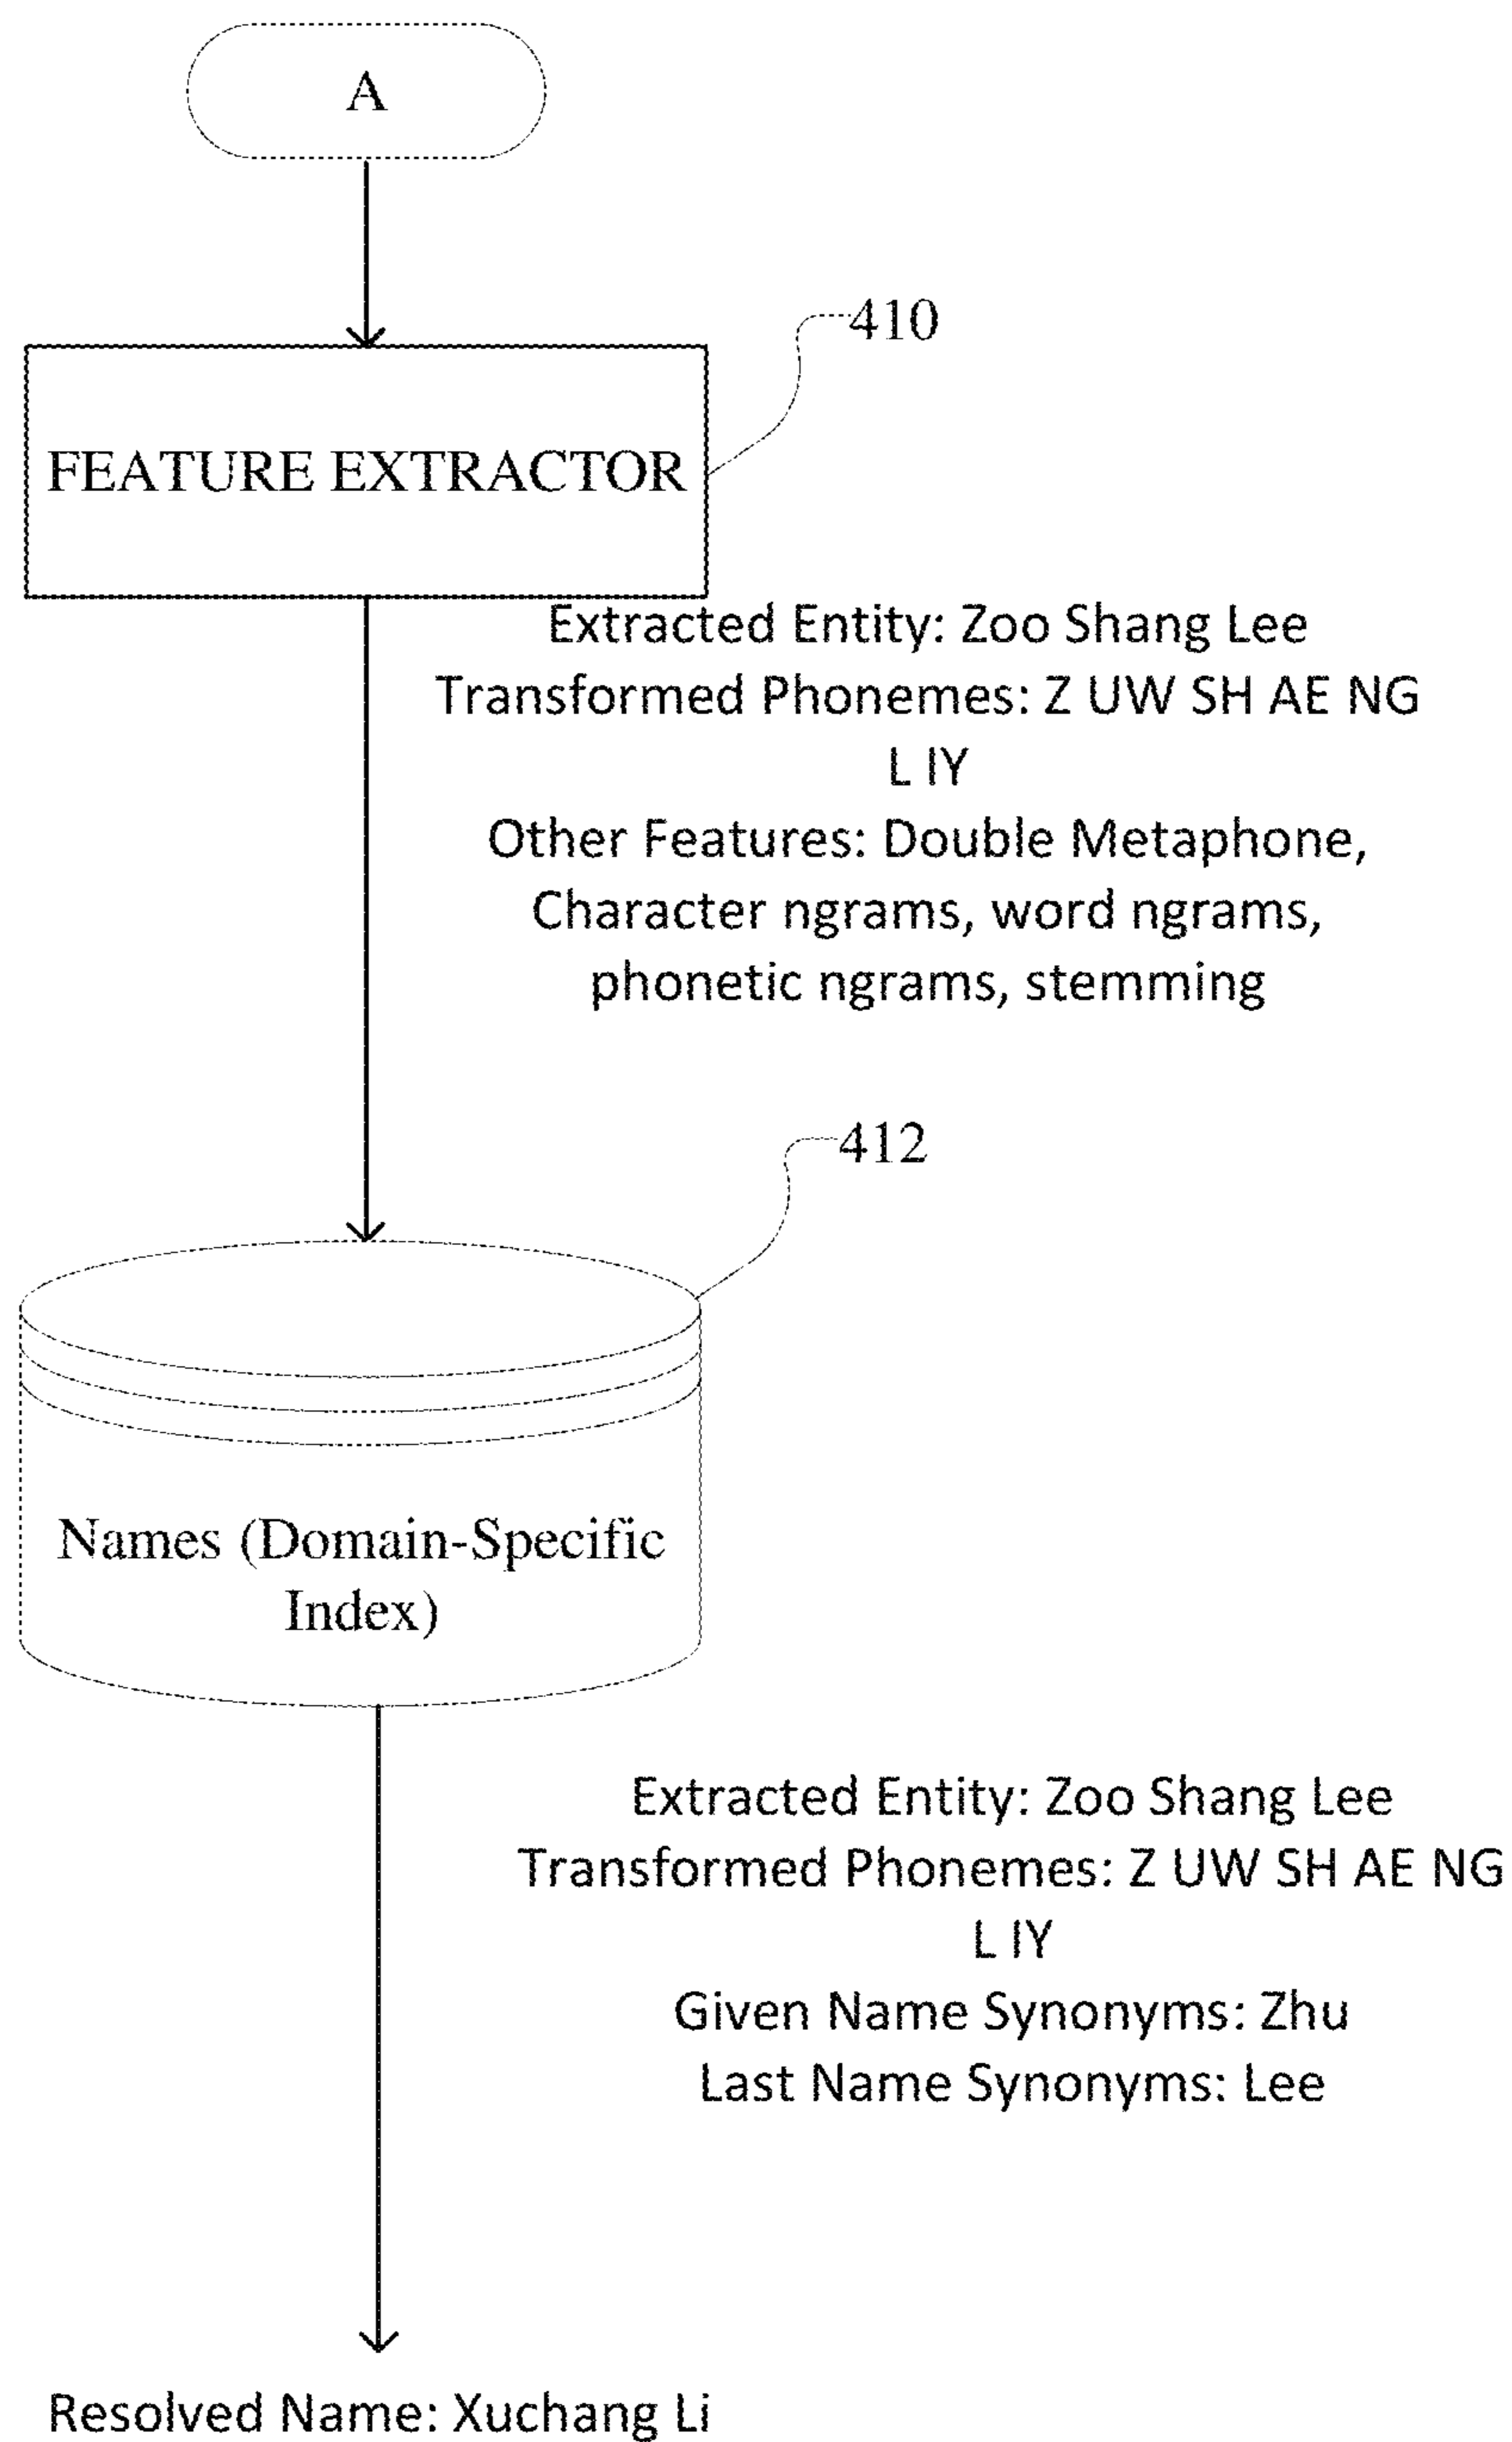 A
410
FEATURE EXTRACTOR
Extracted Entity: Zoo Shang Lee
Transformed Phonemes: Z UW SH AE NG
L IY
Other Features: Double Metaphone,
Character ngrams, word ngrams,
phonetic ngrams, stemming
412
Names (Domain-Specific
Index)
Extracted Entity: Zoo Shang Lee
Transformed Phonemes: Z UW SH AE NG
L IY
Given Name Synonyms: Zhu
Last Name Synonyms: Lee
Resolved Name: Xuchang Li